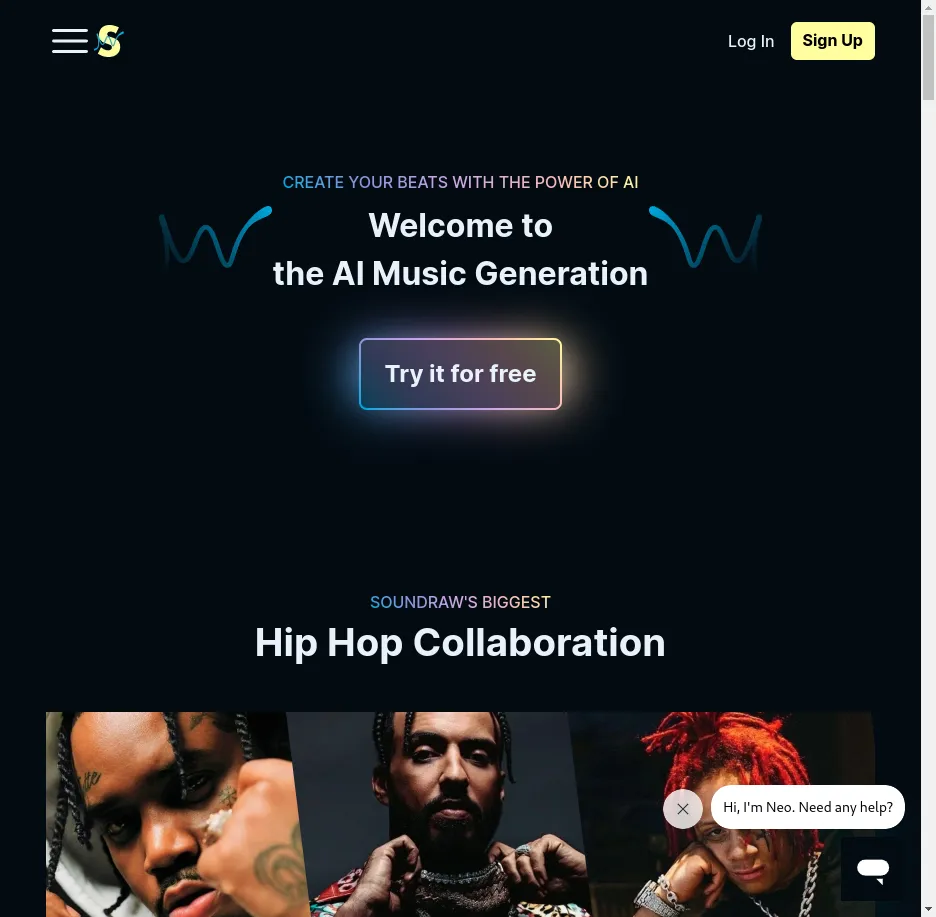 Log In
Sign Up
CREATE YOUR BEATS WITH THE POWER OF AI
Welcome to
the AI Music Generation
Try it for free
SOUNDRAW'S BIGGEST
Hip Hop Collaboration
Hi, I'm Neo. Need any help?